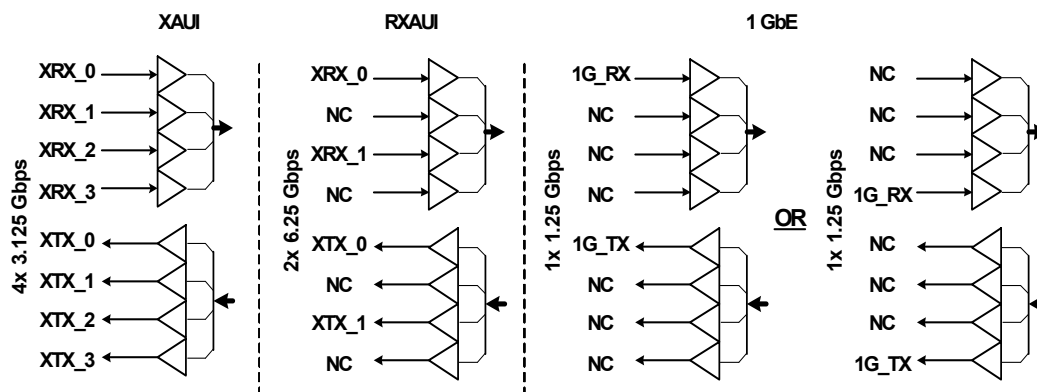 XAUI
RXAUI
1 GbE
4x 3.125 Gbps
XRX_0
XRX_1
XRX_2
XRX_3
XTX_0
XTX_1
XTX_2
XTX_3
2x 6.25 Gbps
XRX_0
NC
XRX_1
NC
XTX_0
NC
XTX_1
NC
1x 1.25 Gbps
1G_RX
NC
NC
NC
1G_TX
NC
NC
NC
OR
1x 1.25 Gbps
NC
NC
NC
1G_RX
NC
NC
NC
1G_TX